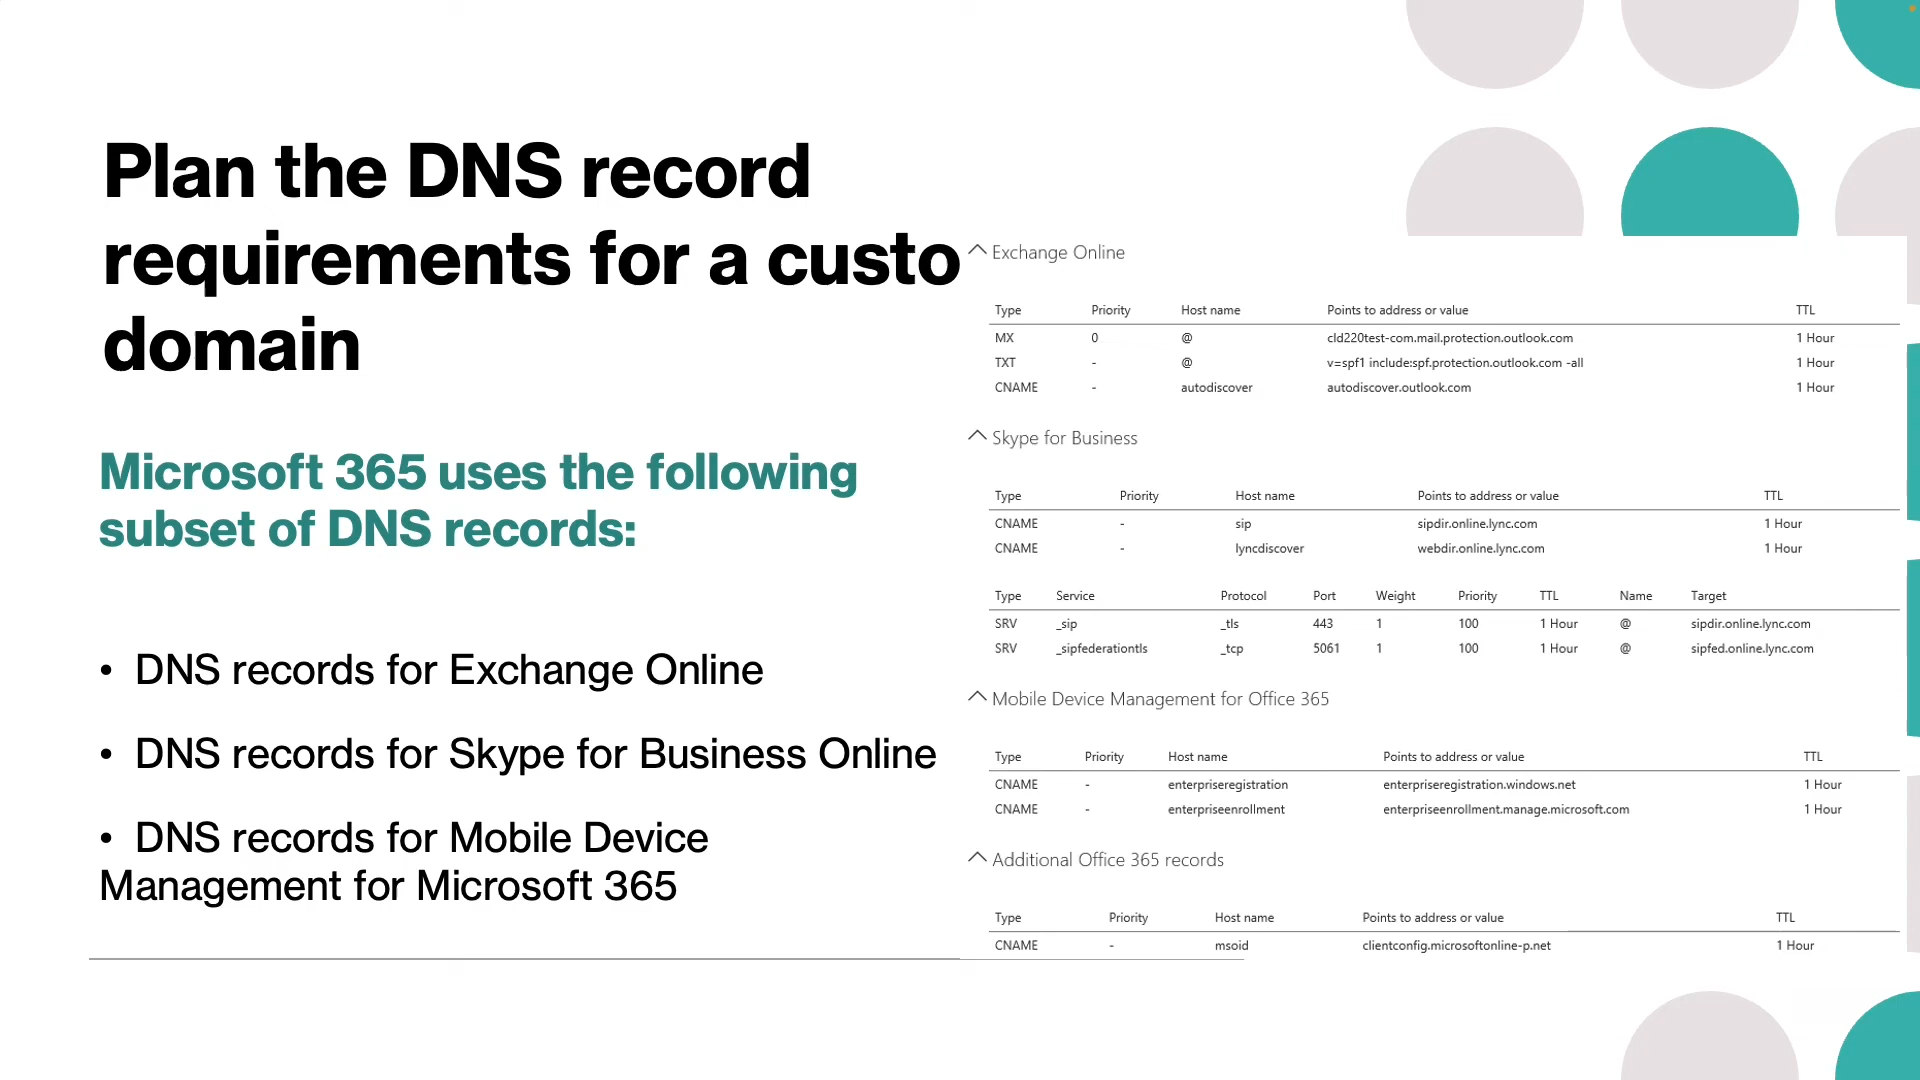 Plan the DNS record
requirements for a custo
domain
Microsoft 365 uses the following
subset of DNS records:
• DNS records for Exchange Online
• DNS records for Skype for Business Online
• DNS records for Mobile Device
Management for Microsoft 365
Exchange Online
Type Priority Host name Points to address or value TTL
MX 0 @ cld220test-com.mail.protection.outlook.com 1 Hour
TXT - @ v=spf1 include:spf.protection.outlook.com -all 1 Hour
CNAME - autodiscover autodiscover.outlook.com 1 Hour
Skype for Business
Type Priority Host name Points to address or value TTL
CNAME - sip sipdir.online.lync.com 1 Hour
CNAME - lyncdiscover webdir.online.lync.com 1 Hour
Type Service Protocol Port Weight Priority TTL Name Target
SRV _sip _tls 443 1 100 1 Hour @ sipdir.online.lync.com
SRV _sipfederationtls _tcp 5061 1 100 1 Hour @ sipfed.online.lync.com
Mobile Device Management for Office 365
Type Priority Host name Points to address or value TTL
CNAME - enterpriseregistration enterpriseregistration.windows.net 1 Hour
CNAME - enterpriseenrollment enterpriseenrollment.manage.microsoft.com 1 Hour
Additional Office 365 records
Type Priority Host name Points to address or value TTL
CNAME - msoid clientconfig.microsoftonline-p.net 1 Hour